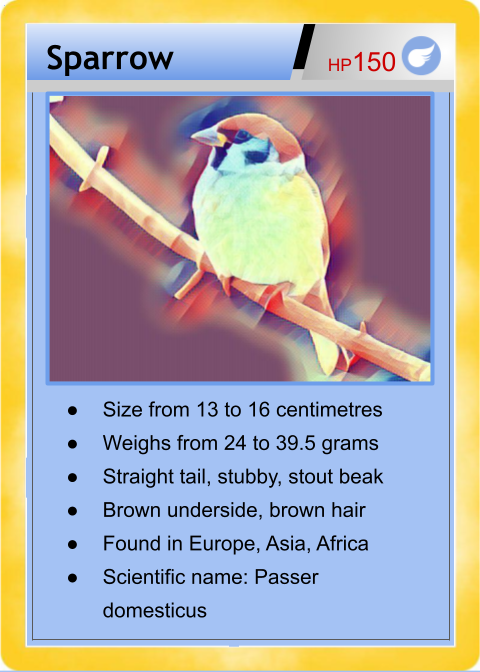 Sparrow
HP150
● Size from 13 to 16 centimetres
● Weighs from 24 to 39.5 grams
● Straight tail, stubby, stout beak
● Brown underside, brown hair
● Found in Europe, Asia, Africa
● Scientific name: Passer
domesticus